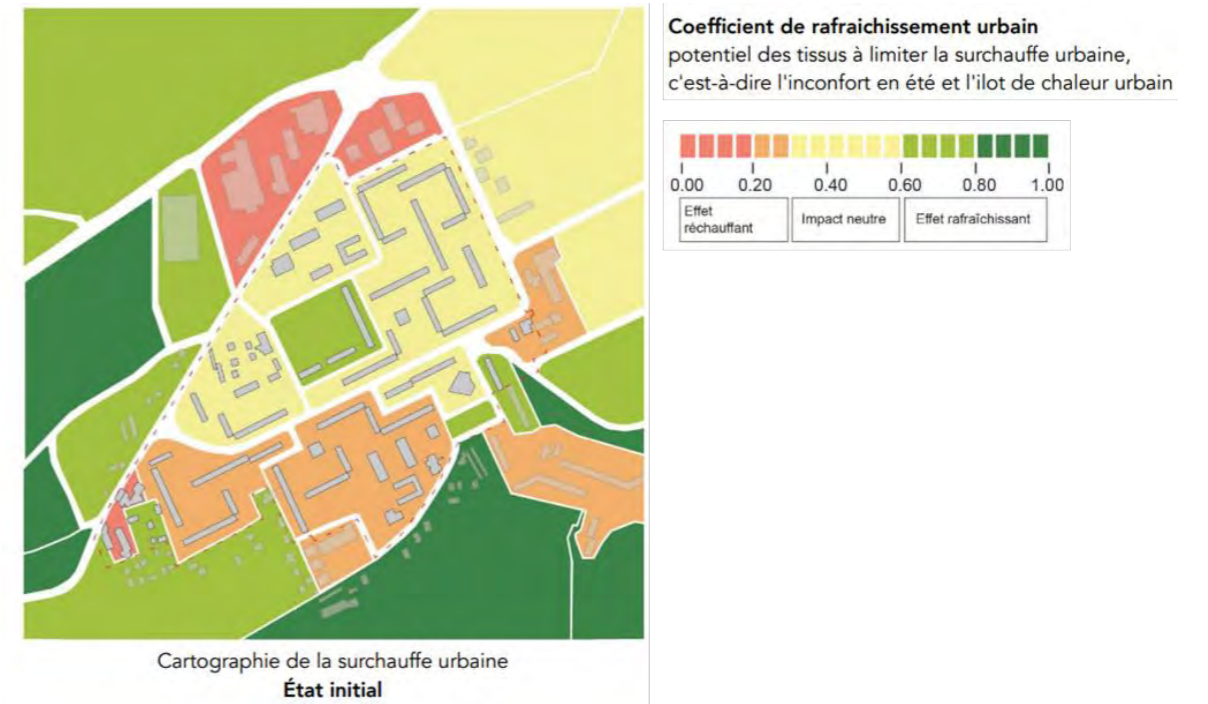 Coefficient de rafraichissement urbain
potentiel des tissus à limiter la surchauffe urbaine,
c'est-à-dire l'inconfort en été et l'ilot de chaleur urbain
0.00 0.20 0.40 0.60 0.80 1.00
Effet
réchauffant
Impact neutre
Effet rafraîchissant
Cartographie de la surchauffe urbaine
État initial